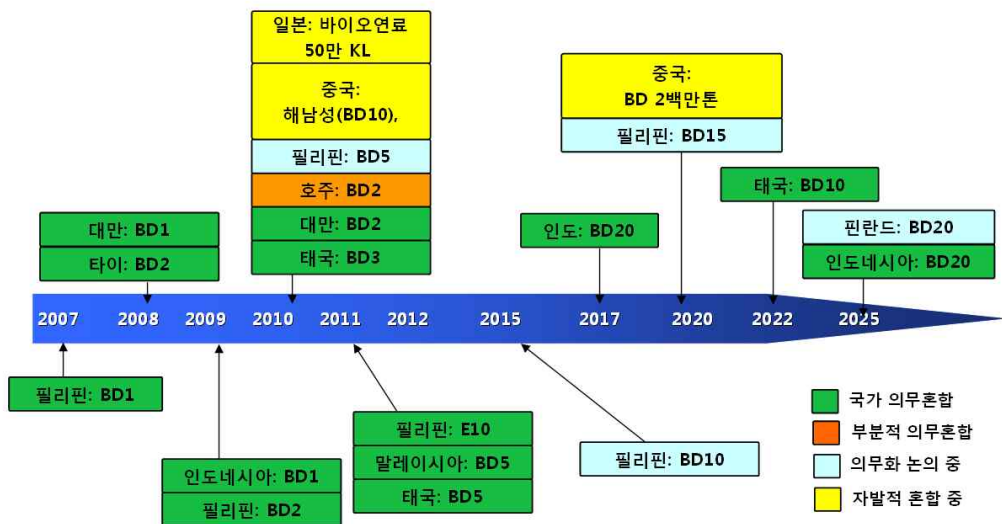 일본: 바이오연료
50만 KL
중국:
해남성(BD10),
필리핀: BD5
호주: BD2
대만: BD2
태국: BD3
대만: BD1
타이: BD2
인도: BD20
중국:
BD 2백만톤
필리핀: BD15
태국: BD10
핀란드: BD20
인도네시아: BD20
2007 2008 2009 2010 2011 2012 2015 2017 2020 2022 2025
필리핀: BD1
인도네시아: BD1
필리핀: BD2
필리핀: E10
말레이시아: BD5
태국: BD5
필리핀: BD10
국가 의무혼합
부분적 의무혼합
의무화 논의 중
자발적 혼합 중